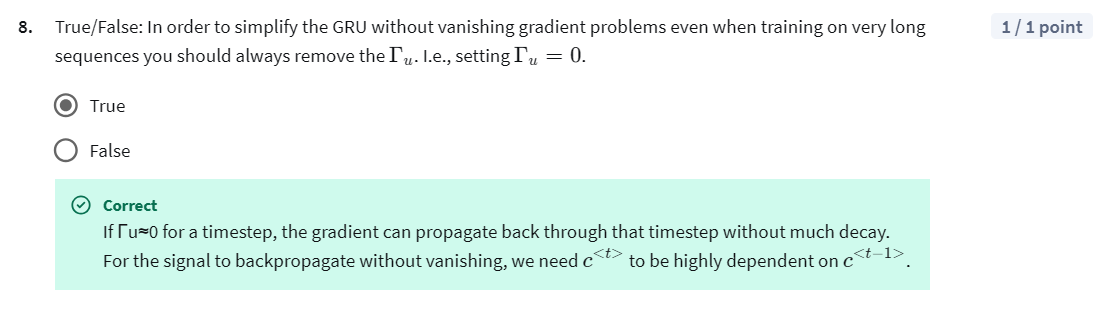 8. True/False: In order to simplify the GRU without vanishing gradient problems even when training on very long
1 / 1 point
sequences you should always remove the Γᵤ. I.e., setting Γᵤ = 0.
True
False
Correct
If Γu≈0 for a timestep, the gradient can propagate back through that timestep without much decay.
For the signal to backpropagate without vanishing, we need c<t> to be highly dependent on c<t−1>.